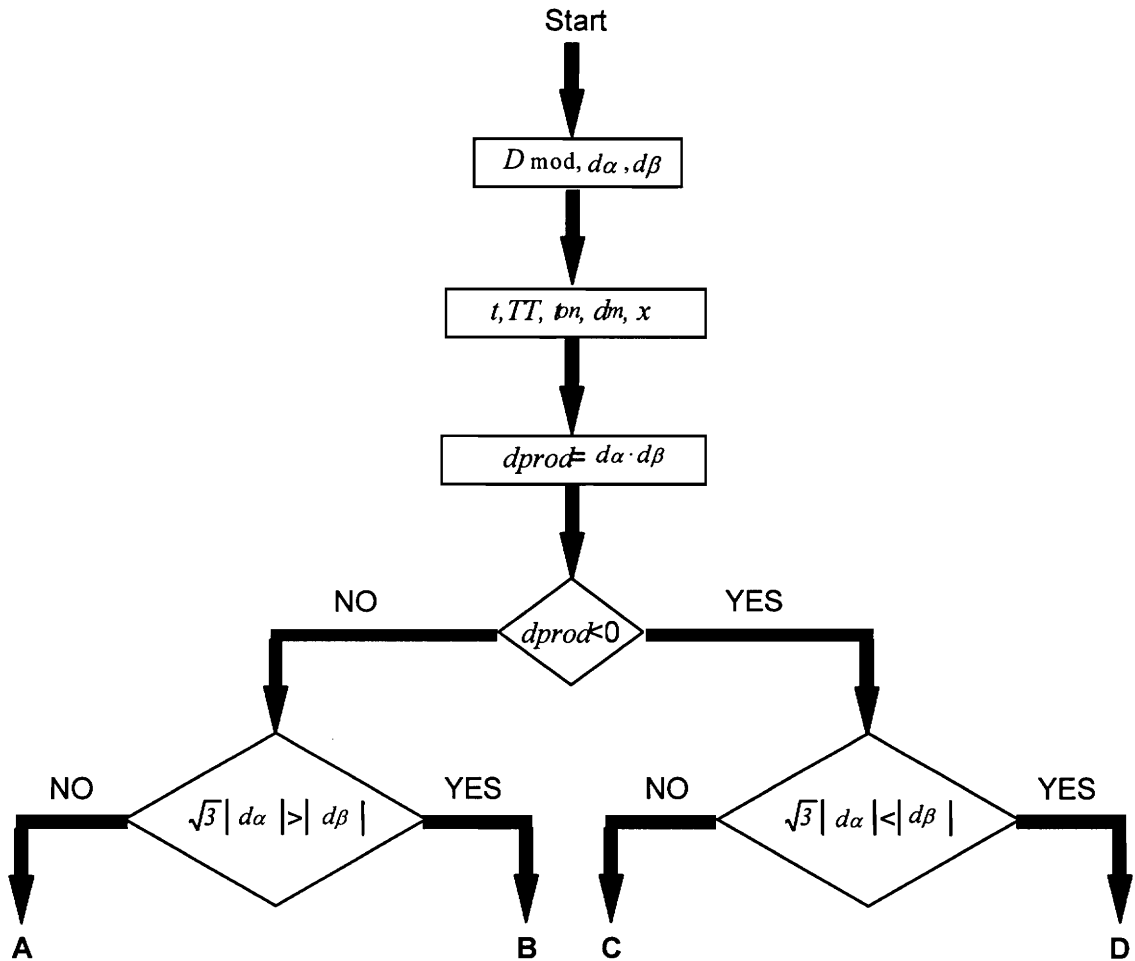 Start
D mod, dα, dβ
t, TT, ton, dm, x
dprod= dα·dβ
NO
YES
dprod<0
NO
YES
NO
YES
√3| dα |>| dβ |
√3| dα |<| dβ |
A
B
C
D